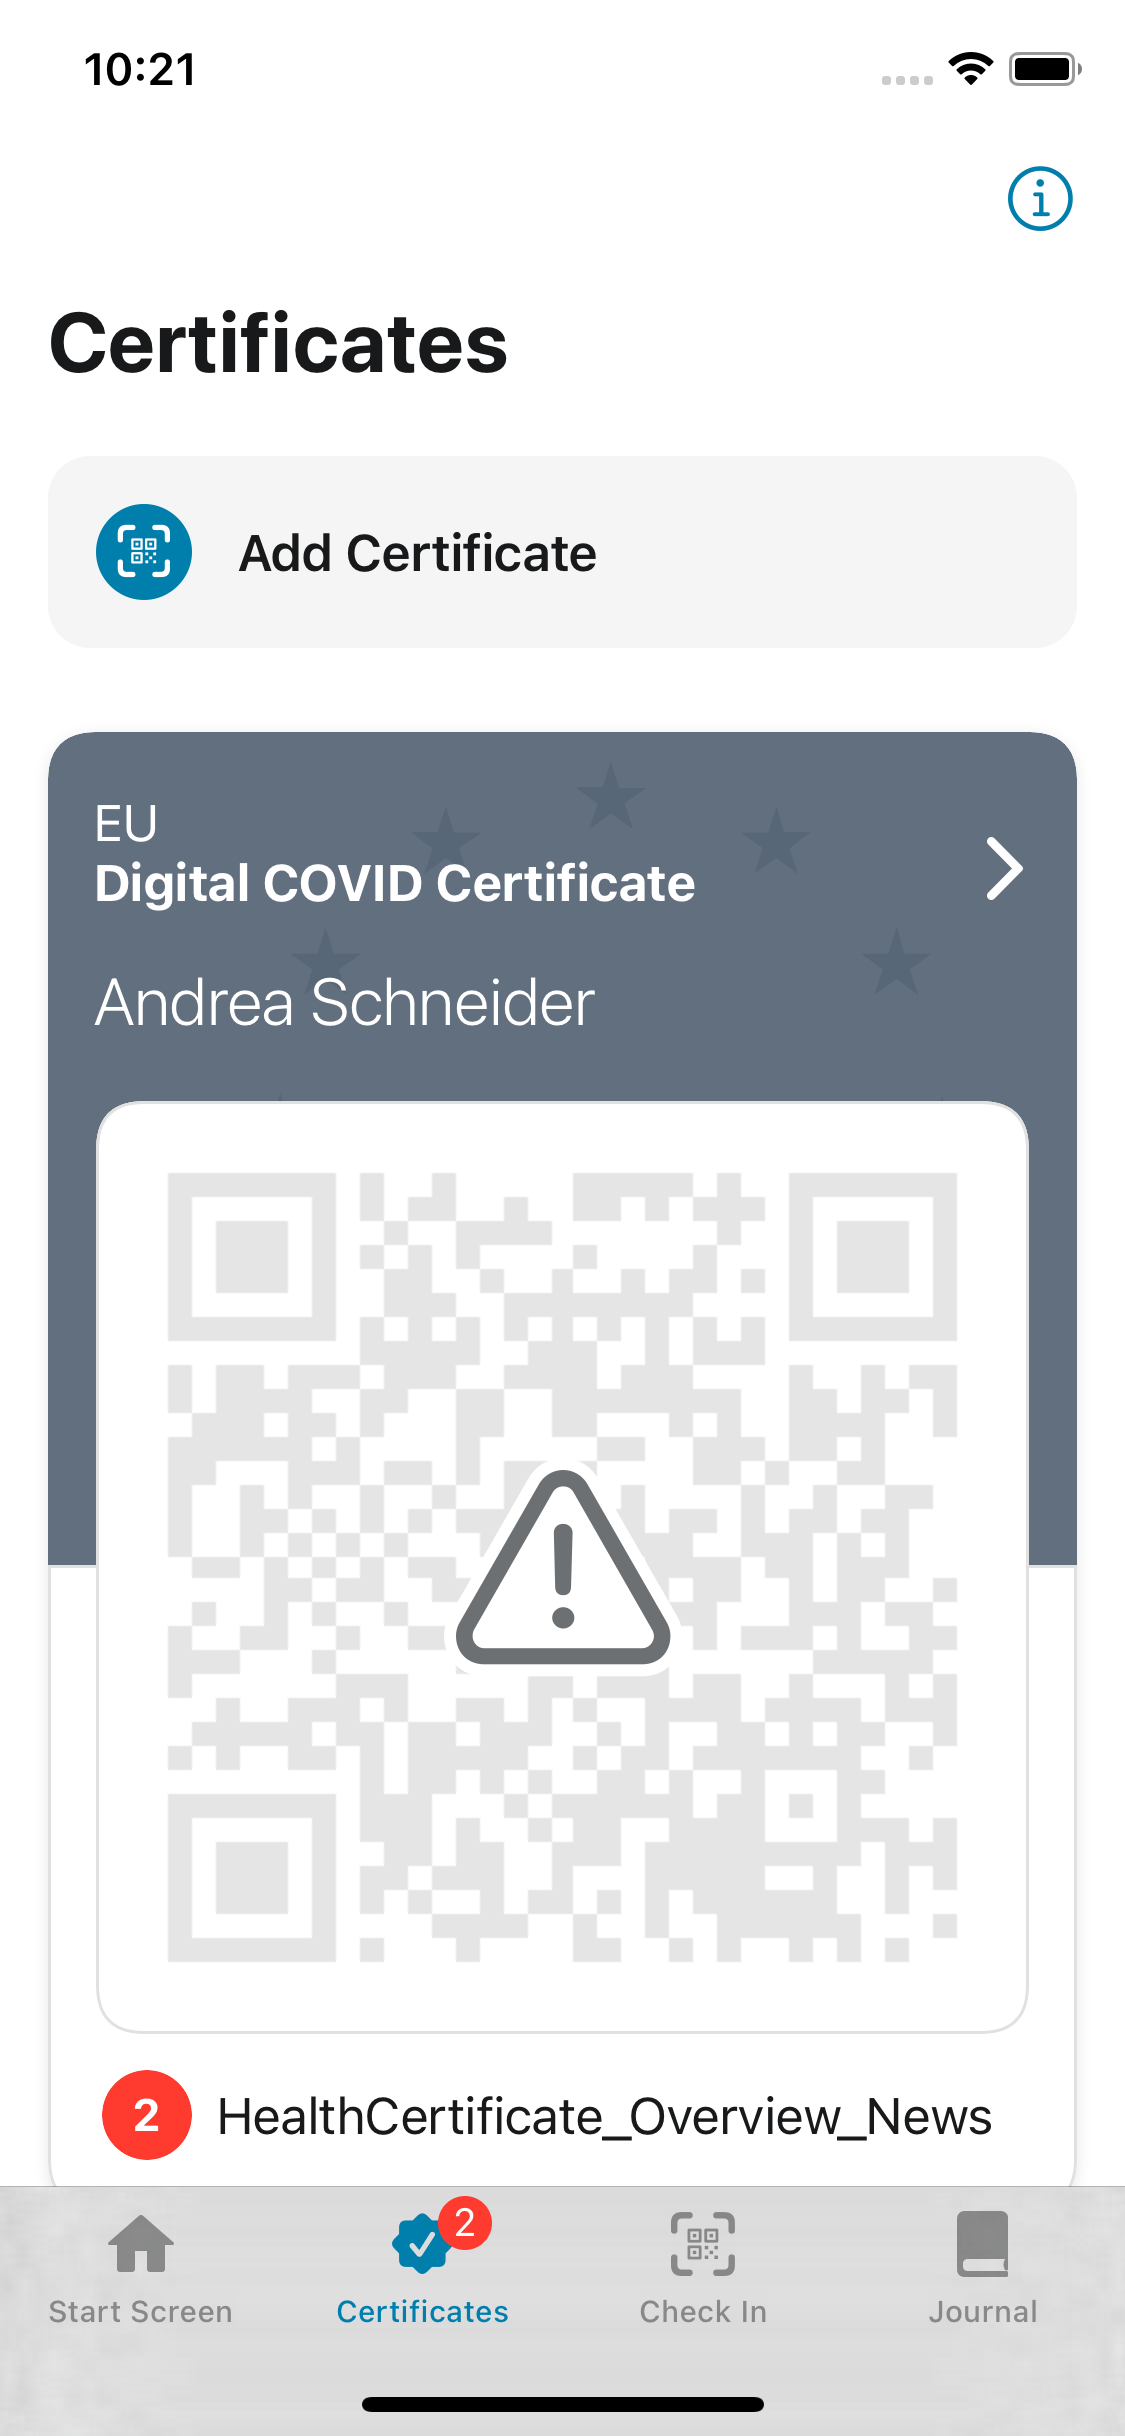 10:21
Certificates
Add Certificate
EU
Digital COVID Certificate
Andrea Schneider
2 HealthCertificate_Overview_News
2
Start Screen
Certificates
Check In
Journal